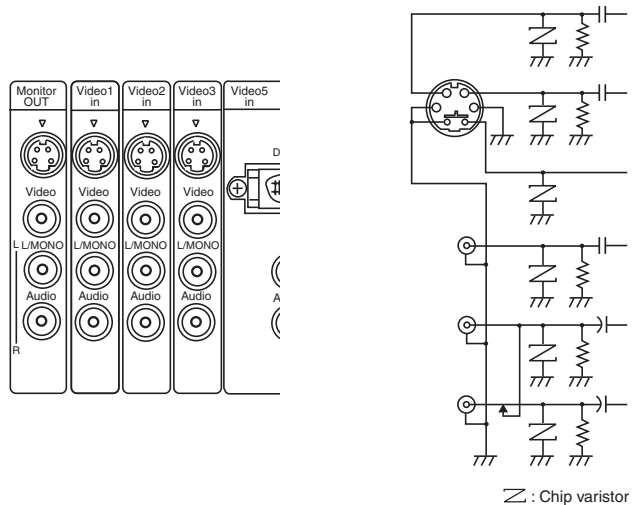 Monitor OUT
Video1 in
Video2 in
Video3 in
Video5 in
D
Video
Video
Video
Video
L L/MONO
L/MONO
L/MONO
L/MONO
Audio
Audio
Audio
Audio
A
R
: Chip varistor